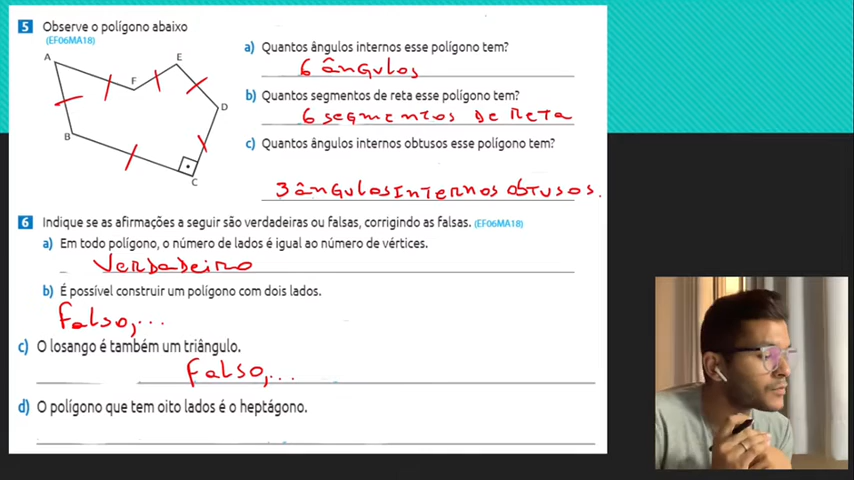 5 Observe o polígono abaixo
(EF06MA18)
A
E
F
D
B
C
a) Quantos ângulos internos esse polígono tem?
6 ângulos
b) Quantos segmentos de reta esse polígono tem?
6 segmentos de reta
c) Quantos ângulos internos obtusos esse polígono tem?
3 ângulos internos obtusos.
6 Indique se as afirmações a seguir são verdadeiras ou falsas, corrigindo as falsas. (EF06MA18)
a) Em todo polígono, o número de lados é igual ao número de vértices.
Verdadeiro
b) É possível construir um polígono com dois lados.
Falso,...
c) O losango é também um triângulo.
Falso,...
d) O polígono que tem oito lados é o heptágono.